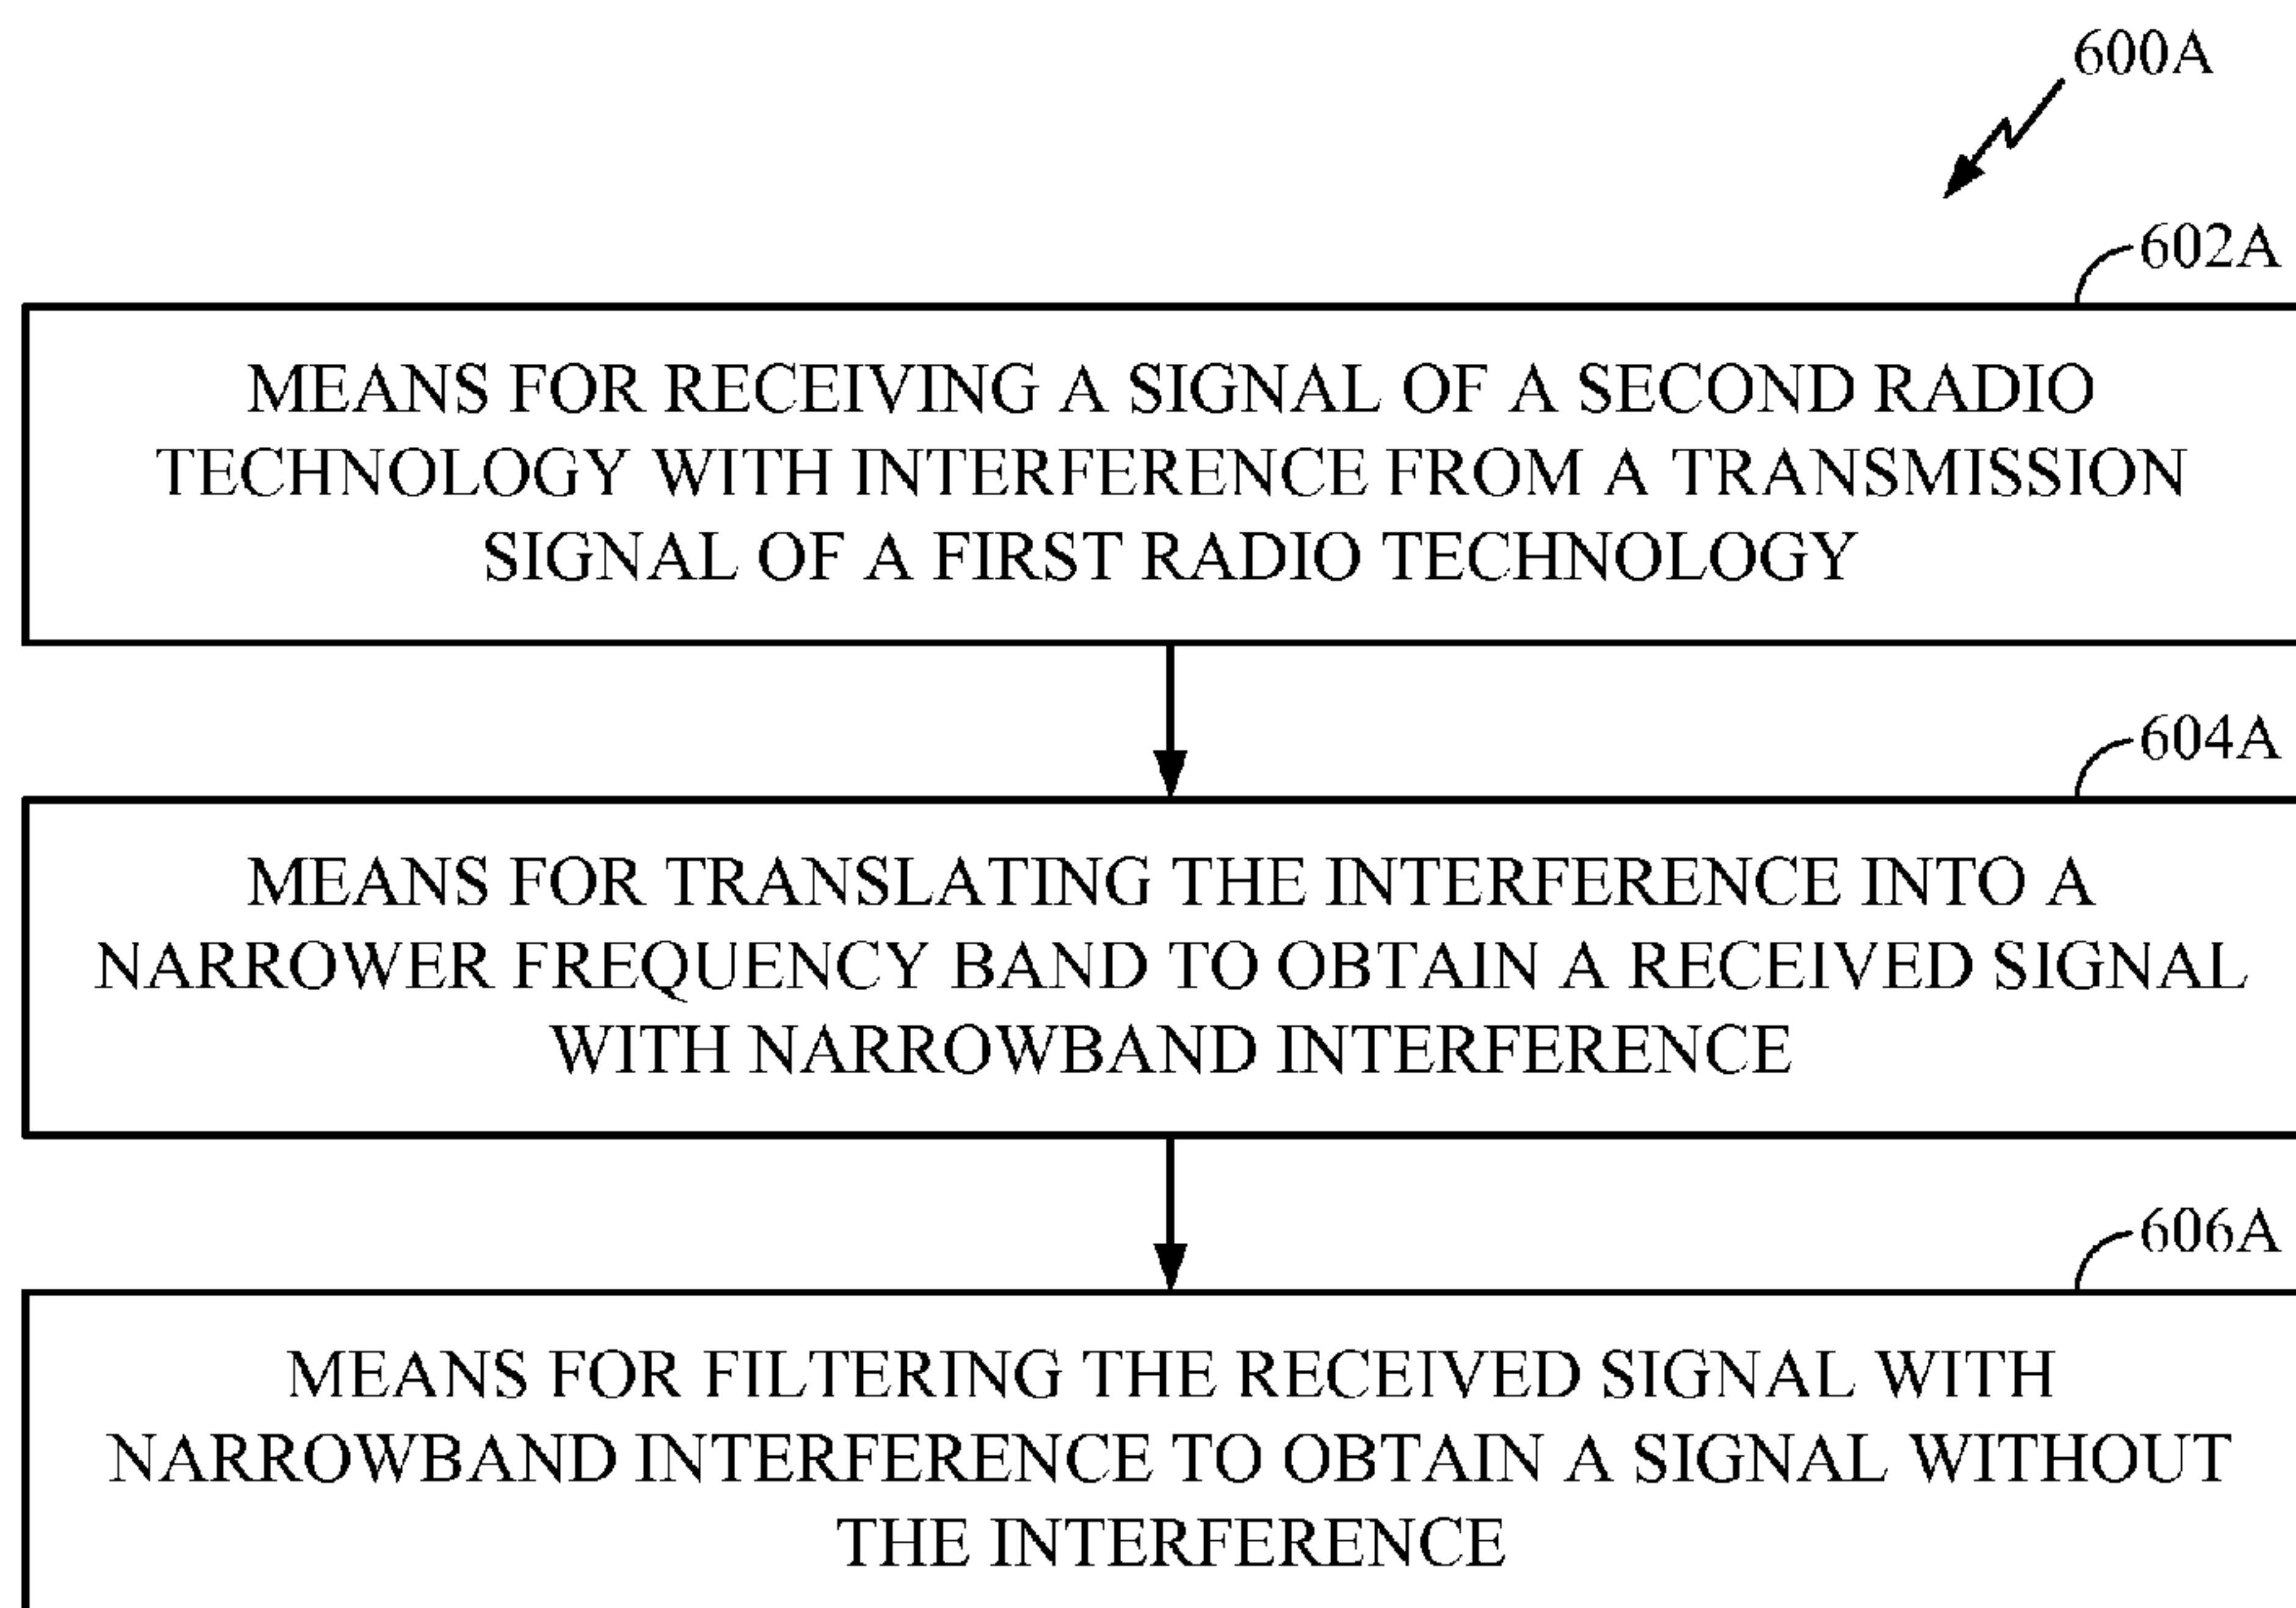 600A
602A
MEANS FOR RECEIVING A SIGNAL OF A SECOND RADIO
TECHNOLOGY WITH INTERFERENCE FROM A TRANSMISSION
SIGNAL OF A FIRST RADIO TECHNOLOGY
604A
MEANS FOR TRANSLATING THE INTERFERENCE INTO A
NARROWER FREQUENCY BAND TO OBTAIN A RECEIVED SIGNAL
WITH NARROWBAND INTERFERENCE
606A
MEANS FOR FILTERING THE RECEIVED SIGNAL WITH
NARROWBAND INTERFERENCE TO OBTAIN A SIGNAL WITHOUT
THE INTERFERENCE